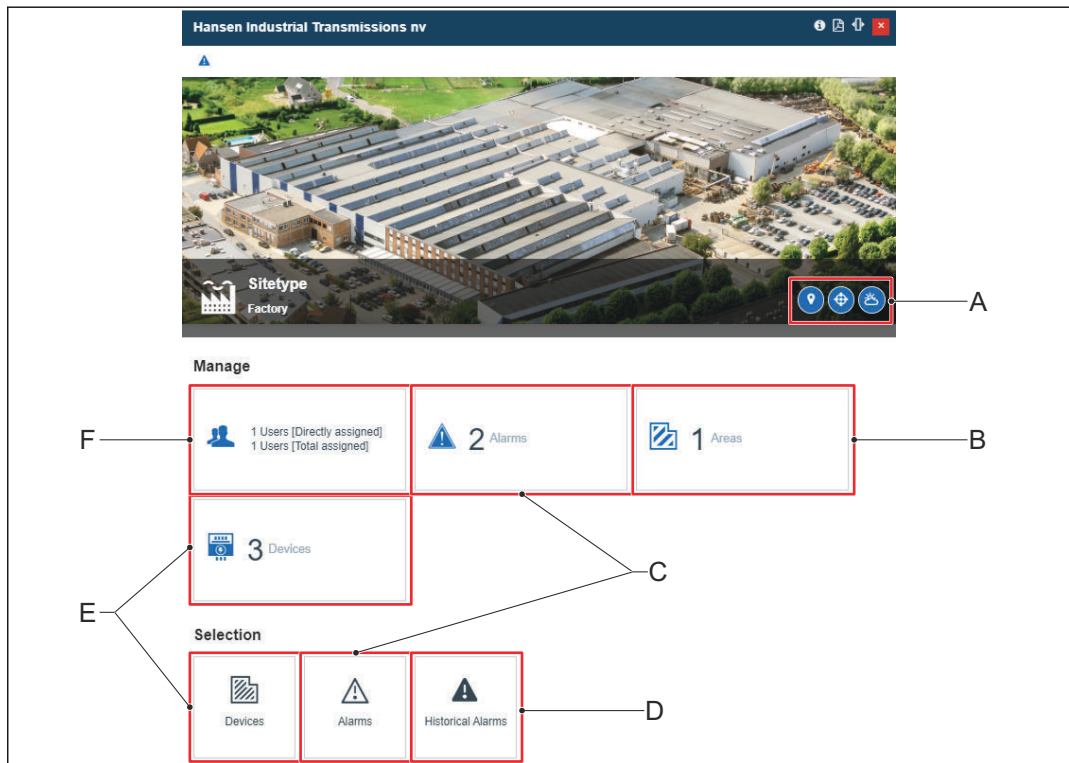 Hansen Industrial Transmissions nv
Sitetype
Factory
A
Manage
F
1 Users [Directly assigned]
1 Users [Total assigned]
2 Alarms
1 Areas
B
3 Devices
C
E
Selection
Devices
Alarms
Historical Alarms
D